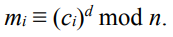 mᵢ ≡ (cᵢ)ᵈ mod n.